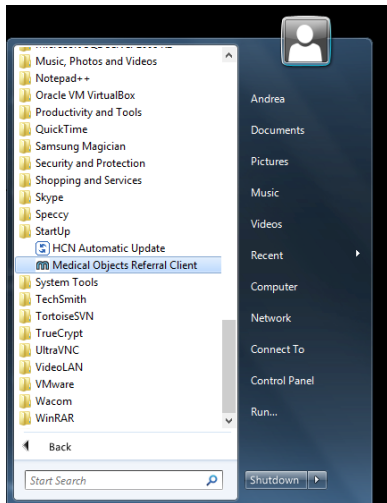 Music, Photos and Videos
Notepad++
Oracle VM VirtualBox
Productivity and Tools
QuickTime
Samsung Magician
Security and Protection
Shopping and Services
Skype
Speccy
StartUp
HCN Automatic Update
Medical Objects Referral Client
System Tools
TechSmith
TortoiseSVN
TrueCrypt
UltraVNC
VideoLAN
VMware
Wacom
WinRAR
Back
Start Search
Andrea
Documents
Pictures
Music
Videos
Recent
Computer
Network
Connect To
Control Panel
Run...
Shutdown